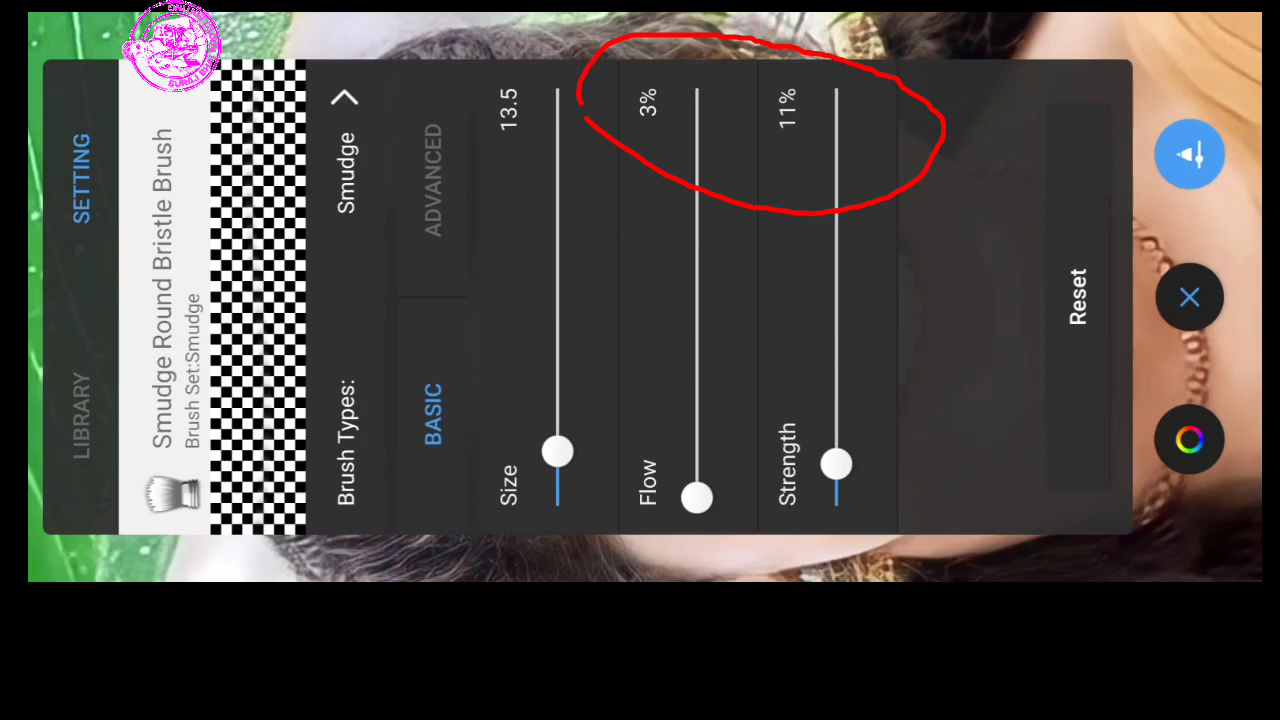 LIBRARY SETTING
Smudge Round Bristle Brush
Brush Set:Smudge
Brush Types: Smudge
BASIC ADVANCED
Size 13.5
Flow 3%
Strength 11%
Reset
SURAJ